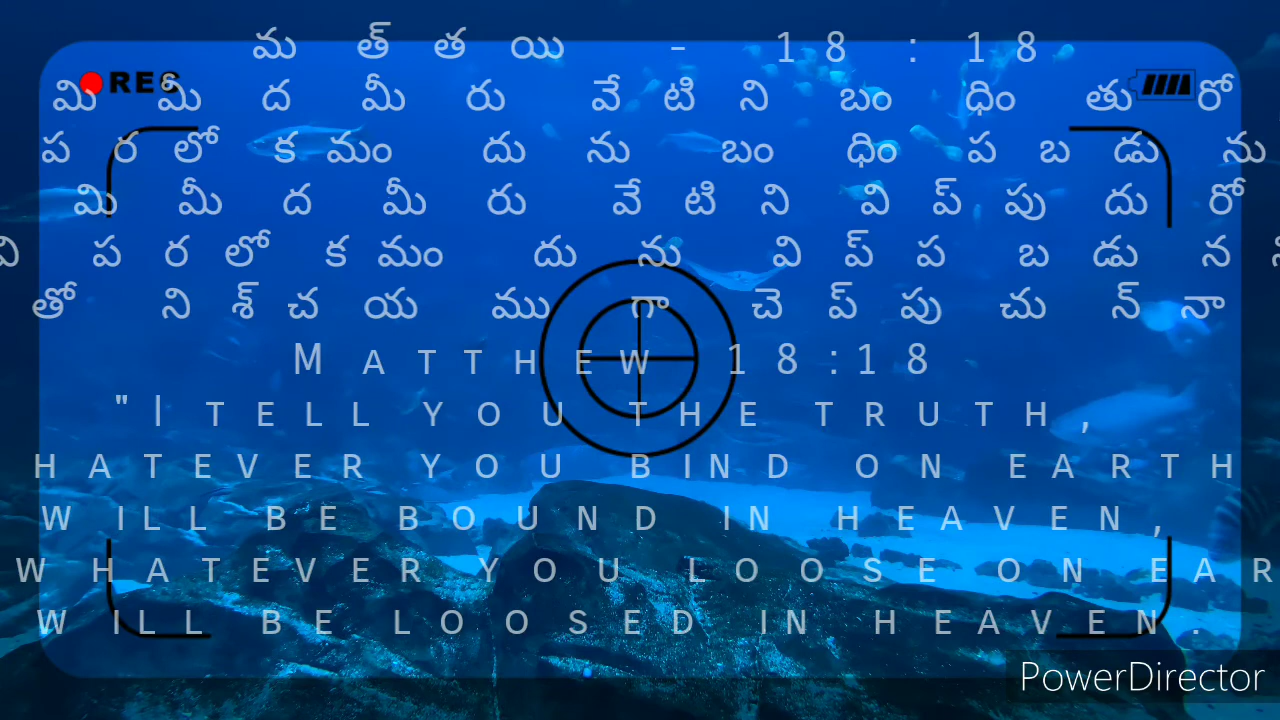 మత్తయి - 18 : 18
REC
మి మీద మీరు వేటిని బంధింతురో
పరలోకమందును బంధింపబడును
మి మీద మీరు వేటిని విప్పుదురో
వి పరలోకమందును విప్పబడున
తో నిశ్చయముగా చెప్పుచున్నా
MATTHEW 18:18
"I TELL YOU THE TRUTH,
HATEVER YOU BIND ON EARTH
WILL BE BOUND IN HEAVEN,
WHATEVER YOU LOOSE ON EAR
WILL BE LOOSED IN HEAVEN.
PowerDirector